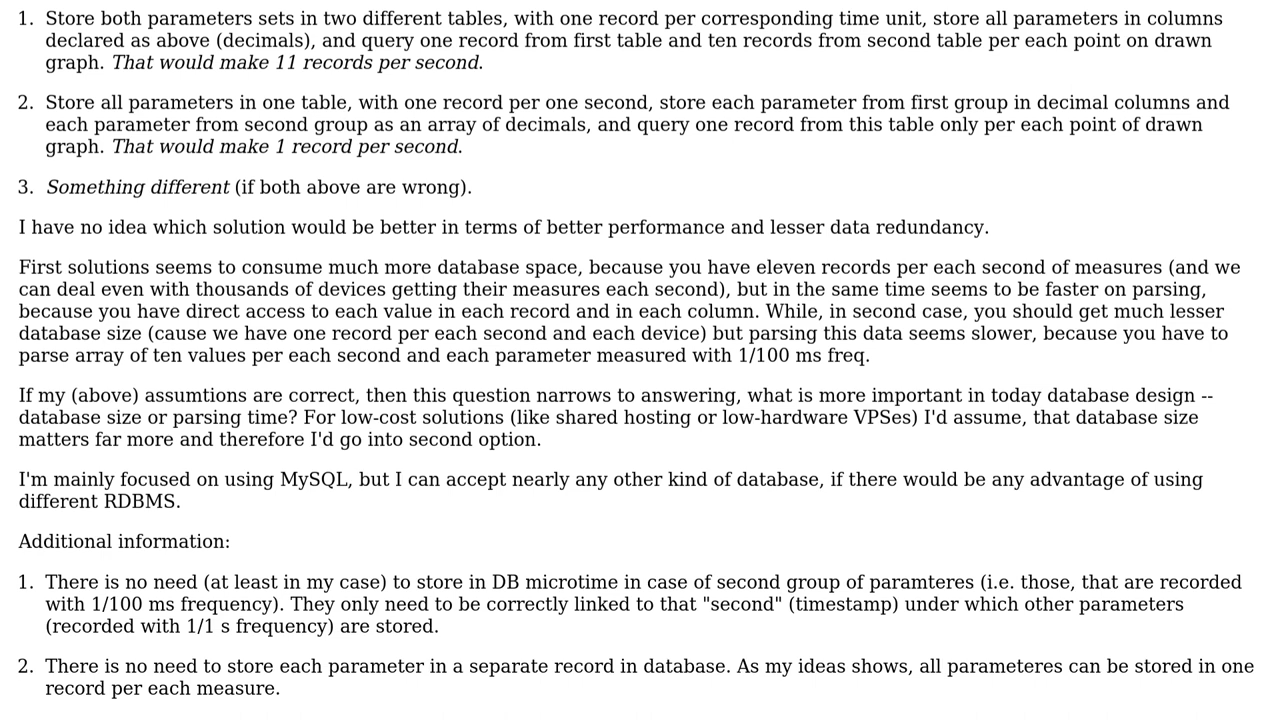 1. Store both parameters sets in two different tables, with one record per corresponding time unit, store all parameters in columns
declared as above (decimals), and query one record from first table and ten records from second table per each point on drawn
graph. That would make 11 records per second.
2. Store all parameters in one table, with one record per one second, store each parameter from first group in decimal columns and
each parameter from second group as an array of decimals, and query one record from this table only per each point of drawn
graph. That would make 1 record per second.
3. Something different (if both above are wrong).
I have no idea which solution would be better in terms of better performance and lesser data redundancy.
First solutions seems to consume much more database space, because you have eleven records per each second of measures (and we
can deal even with thousands of devices getting their measures each second), but in the same time seems to be faster on parsing,
because you have direct access to each value in each record and in each column. While, in second case, you should get much lesser
database size (cause we have one record per each second and each device) but parsing this data seems slower, because you have to
parse array of ten values per each second and each parameter measured with 1/100 ms freq.
If my (above) assumtions are correct, then this question narrows to answering, what is more important in today database design --
database size or parsing time? For low-cost solutions (like shared hosting or low-hardware VPSes) I'd assume, that database size
matters far more and therefore I'd go into second option.
I'm mainly focused on using MySQL, but I can accept nearly any other kind of database, if there would be any advantage of using
different RDBMS.
Additional information:
1. There is no need (at least in my case) to store in DB microtime in case of second group of paramteres (i.e. those, that are recorded
with 1/100 ms frequency). They only need to be correctly linked to that "second" (timestamp) under which other parameters
(recorded with 1/1 s frequency) are stored.
2. There is no need to store each parameter in a separate record in database. As my ideas shows, all parameteres can be stored in one
record per each measure.